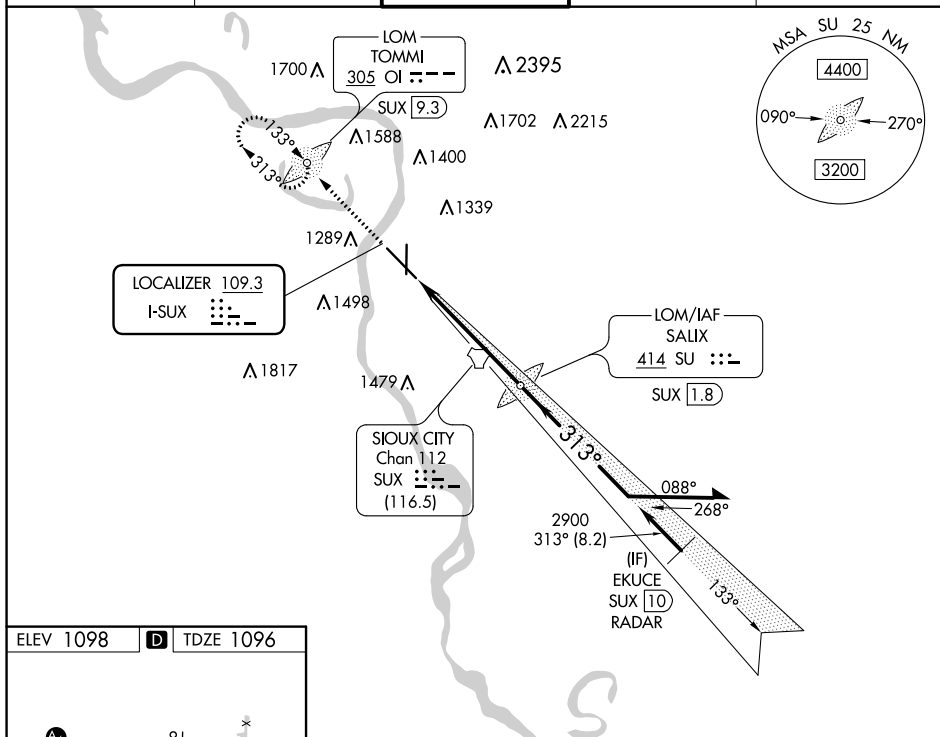 LOM
TOMMI
305 OI
SUX 9.3
1700
2395
1588
1702
2215
1400
1339
1289
1498
1817
1479
133°
313°
MSA SU 25 NM
4400
090°
270°
3200
LOCALIZER 109.3
I-SUX
LOM/IAF
SALIX
414 SU
SUX 1.8
SIOUX CITY
Chan 112
SUX
(116.5)
313°
088°
268°
2900
313° (8.2)
(IF)
EKUCE
SUX 10
RADAR
133°
ELEV 1098 D TDZE 1096